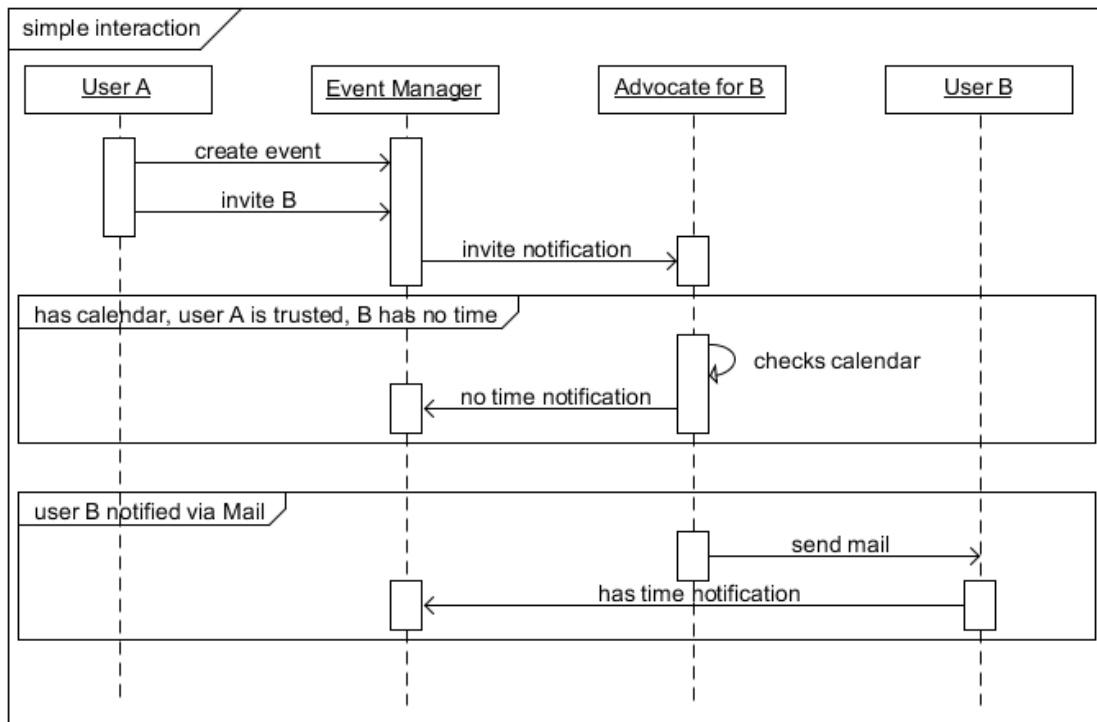 simple interaction
User A
Event Manager
Advocate for B
User B
create event
invite B
invite notification
has calendar, user A is trusted, B has no time
checks calendar
no time notification
user B notified via Mail
send mail
has time notification